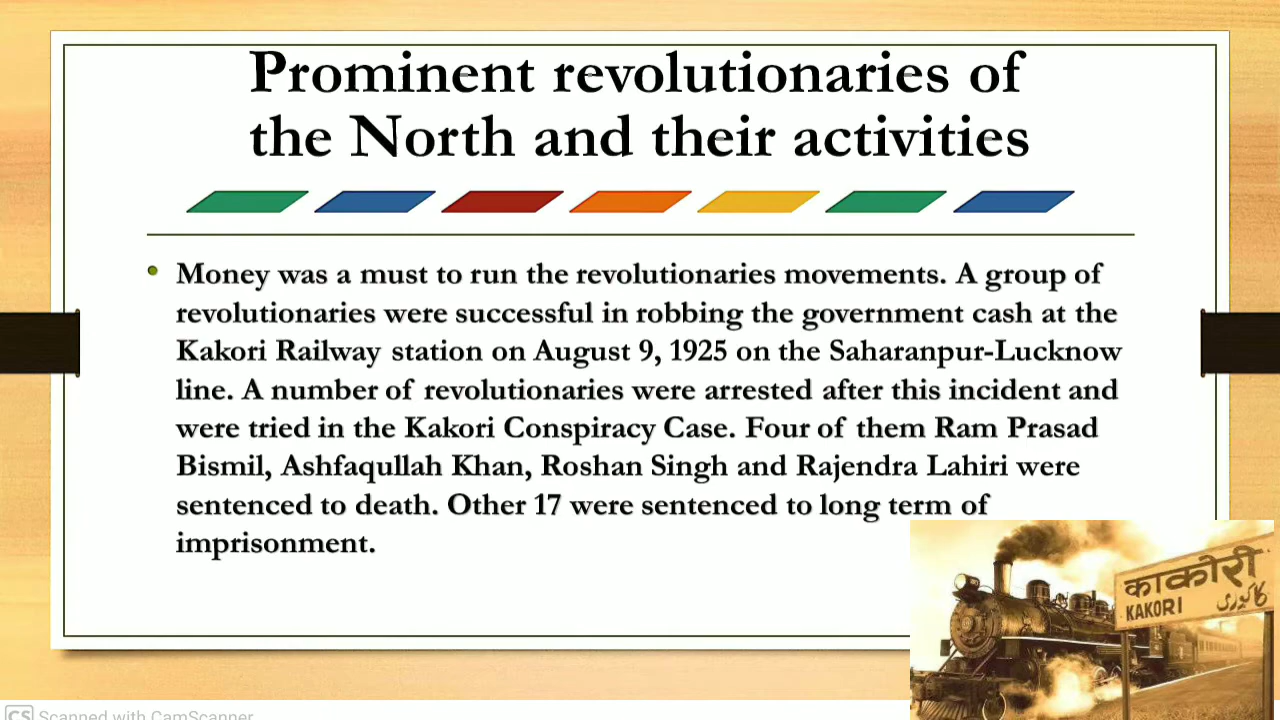 Prominent revolutionaries of
the North and their activities
• Money was a must to run the revolutionaries movements. A group of
revolutionaries were successful in robbing the government cash at the
Kakori Railway station on August 9, 1925 on the Saharanpur-Lucknow
line. A number of revolutionaries were arrested after this incident and
were tried in the Kakori Conspiracy Case. Four of them Ram Prasad
Bismil, Ashfaqullah Khan, Roshan Singh and Rajendra Lahiri were
sentenced to death. Other 17 were sentenced to long term of
imprisonment.
काकोरी
KAKORI کاکوری
CS Scanned with CamScanner